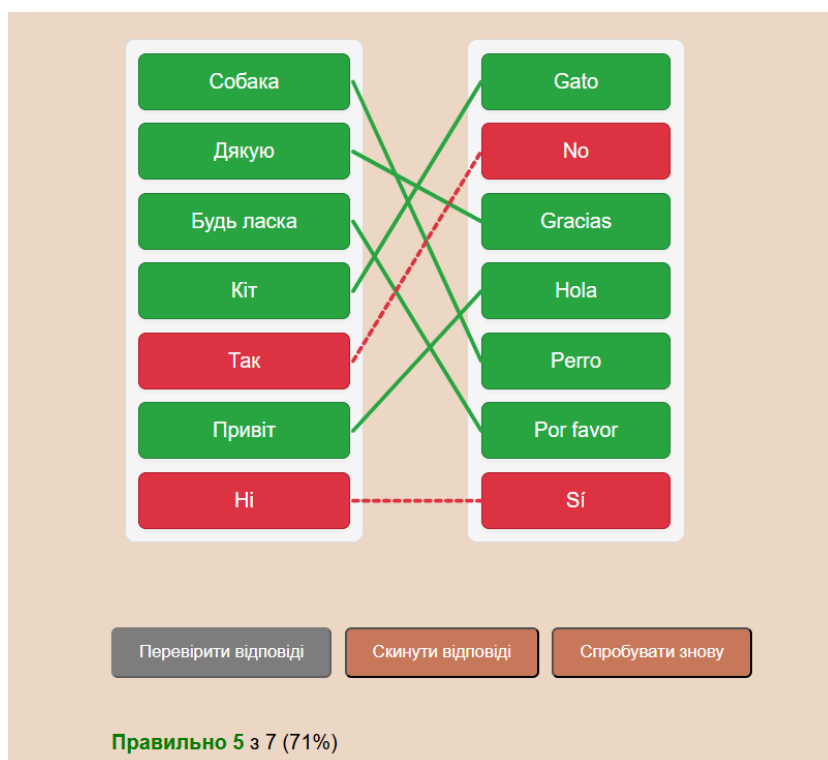 Собака
Gato
Дякую
No
Будь ласка
Gracias
Кіт
Hola
Так
Perro
Привіт
Por favor
Ні
Sí
Перевірити відповіді
Скинути відповіді
Спробувати знову
Правильно 5 з 7 (71%)